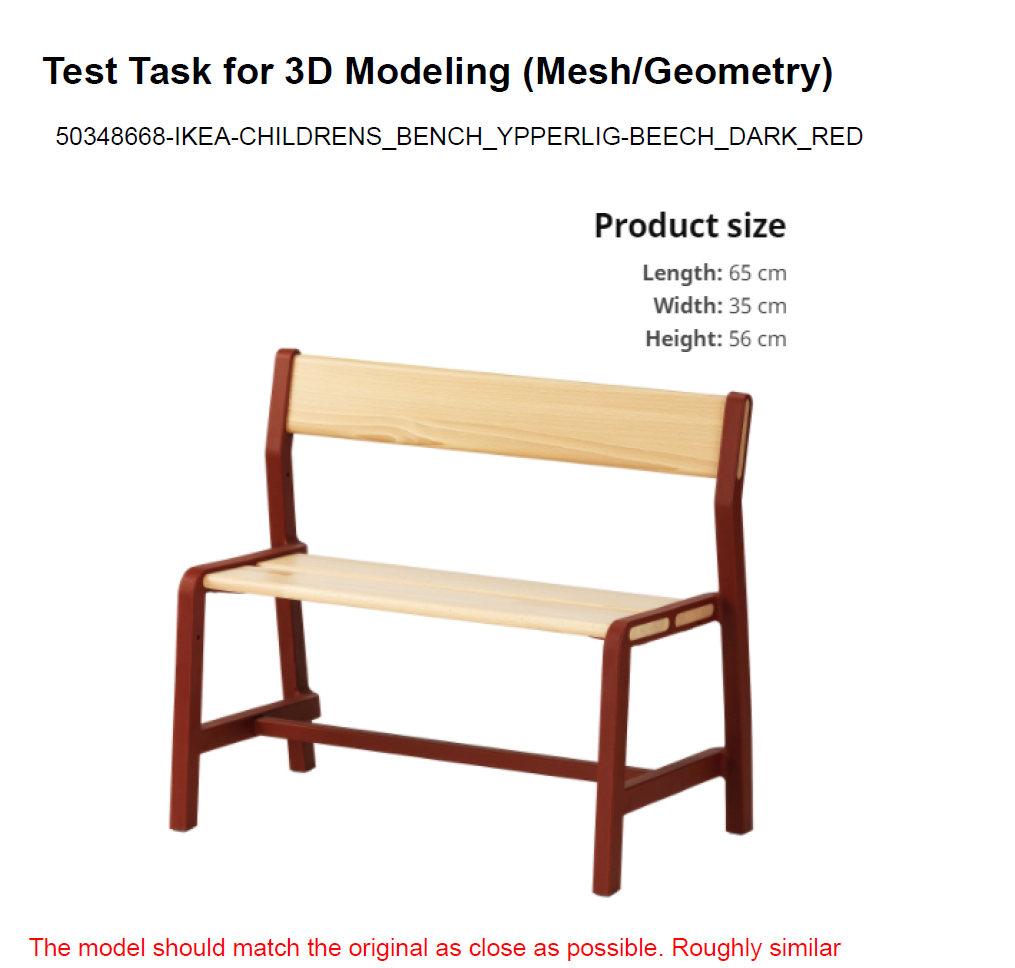 Test Task for 3D Modeling (Mesh/Geometry)
50348668-IKEA-CHILDRENS_BENCH_YPPERLIG-BEECH_DARK_RED
Product size
Length: 65 cm
Width: 35 cm
Height: 56 cm
The model should match the original as close as possible. Roughly similar